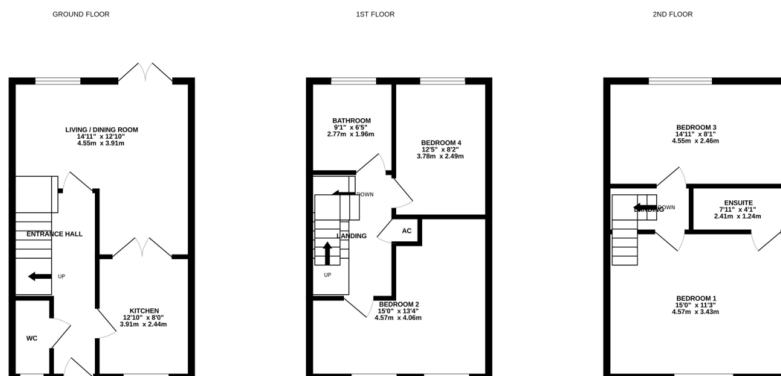 GROUND FLOOR
LIVING / DINING ROOM
14'11" x 12'10"
4.55m x 3.91m
ENTRANCE HALL
UP
KITCHEN
12'10" x 8'0"
3.91m x 2.44m
WC
1ST FLOOR
BATHROOM
9'1" x 6'5"
2.77m x 1.96m
BEDROOM 4
12'5" x 8'2"
3.78m x 2.49m
DOWN
LANDING
AC
UP
BEDROOM 2
15'0" x 13'4"
4.57m x 4.06m
2ND FLOOR
BEDROOM 3
14'11" x 8'1"
4.55m x 2.46m
DOWN
LANDING
ENSUITE
7'11" x 4'1"
2.41m x 1.24m
BEDROOM 1
15'0" x 11'3"
4.57m x 3.43m